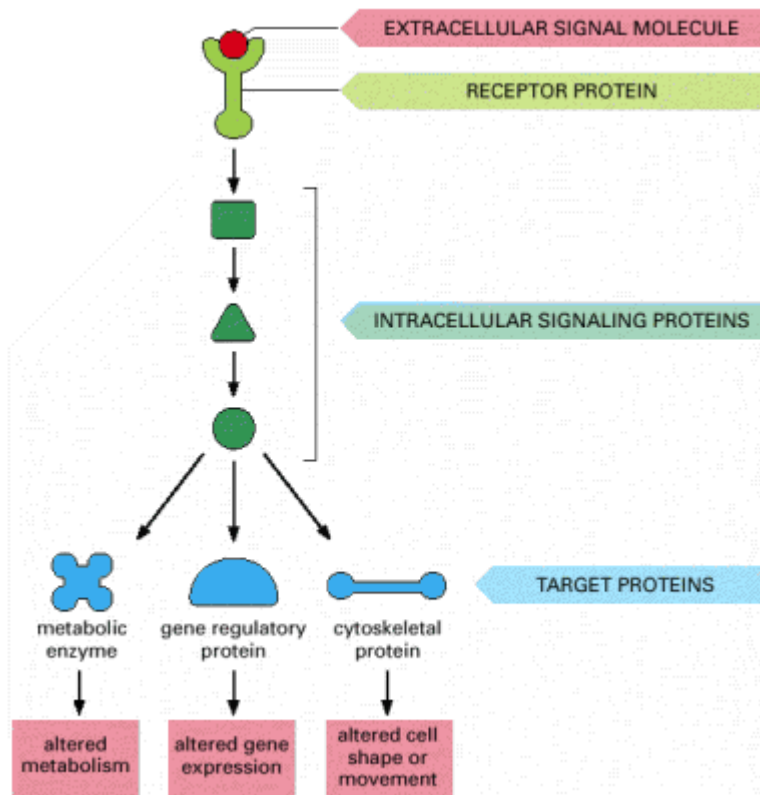 EXTRACELLULAR SIGNAL MOLECULE
RECEPTOR PROTEIN
INTRACELLULAR SIGNALING PROTEINS
TARGET PROTEINS
metabolic
enzyme
gene regulatory
protein
cytoskeletal
protein
altered
metabolism
altered gene
expression
altered cell
shape or
movement